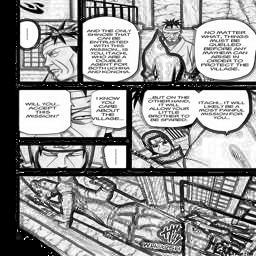 NO MATTER
WHAT, THINGS
MUST BE
QUELLED
BEFORE ANY
MAYHEM CAN
ARISE IN
ORDER TO
PROTECT THE
VILLAGE.
AND THE ONLY
SHINOBI THAT
CAN BE
ENTRUSTED
WITH THIS
MISSION, IS
YOU, ITACHI,
WHO ARE A
DOUBLE
AGENT FOR
BOTH UCHIHA
AND KONOHA.
ITACHI... IT WILL
LIKELY BE A
MOST PAINFUL
MISSION FOR
YOU...
...BUT ON THE
OTHER HAND,
IT WILL
ALLOW YOUR
LITTLE
BROTHER TO
BE SPARED.
I KNOW
YOU
CARE
ABOUT
THE
VILLAGE...
WILL YOU...
ACCEPT
THIS
MISSION?